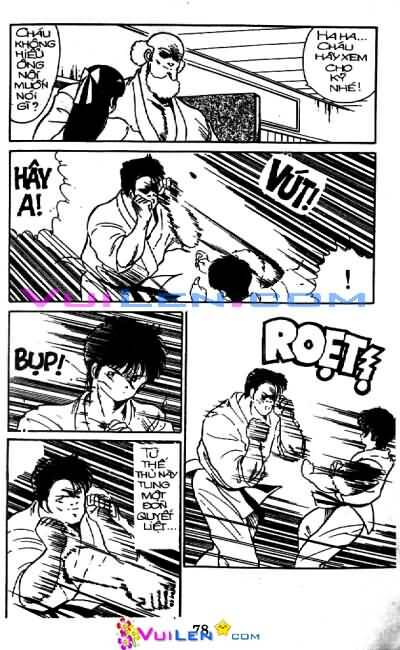 CHÁU
KHÔNG
HIỂU
ÔNG
NỘI
MUỐN
NÓI
GÌ?
HA HA...
CHÁU
HÃY XEM
CHO
KỸ
NHÉ!
HÂY
A!
VÚT!
!
VUILEN.COM
BỤP!
ROẸT!
TỪ
THẾ
THỦ NÀY
TUNG
MỘT
ĐÒN
QUYẾT
LIỆT...
78
VUILEN.COM